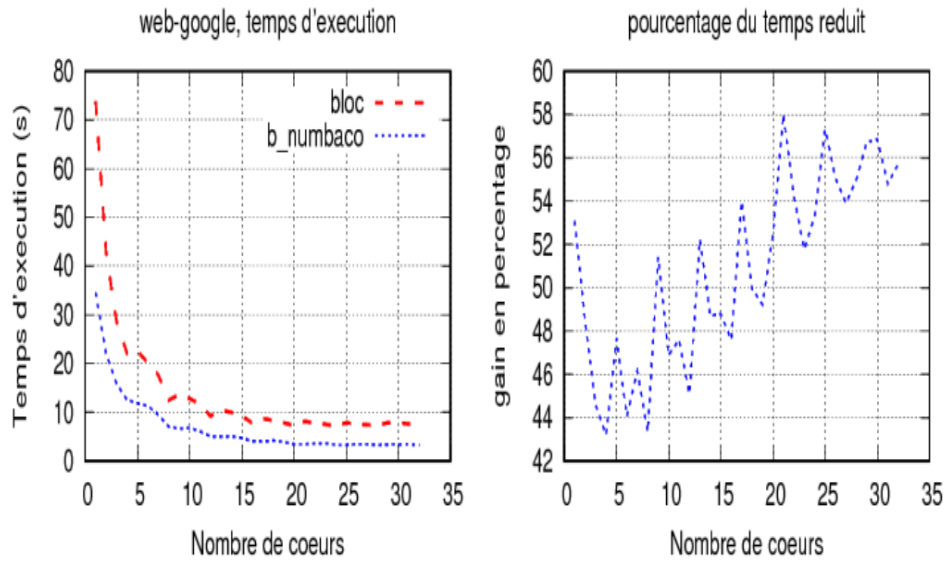 web-google, temps d'execution
Temps d'execution (s)
80
70
60
50
40
30
20
10
0
bloc
b_numbaco
0 5 10 15 20 25 30 35
Nombre de coeurs
pourcentage du temps reduit
gain en percentage
60
58
56
54
52
50
48
46
44
42
0 5 10 15 20 25 30 35
Nombre de coeurs